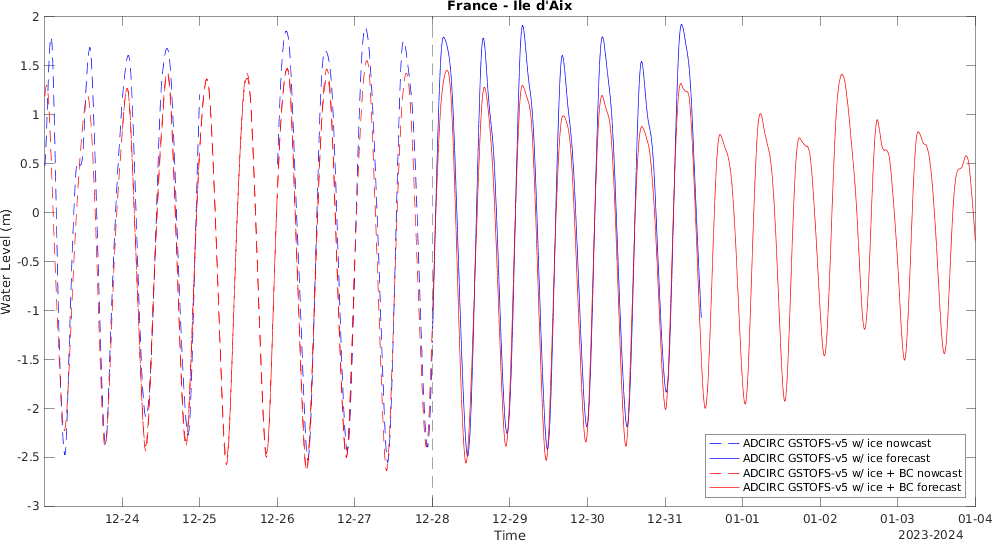 France - Ile d'Aix
2
1.5
1
0.5
0
-0.5
-1
-1.5
-2
-2.5
-3
Water Level (m)
12-24 12-25 12-26 12-27 12-28 12-29 12-30 12-31 01-01 01-02 01-03 01-04
Time
2023-2024
ADCIRC GSTOFS-v5 w/ ice nowcast
ADCIRC GSTOFS-v5 w/ ice forecast
ADCIRC GSTOFS-v5 w/ ice + BC nowcast
ADCIRC GSTOFS-v5 w/ ice + BC forecast